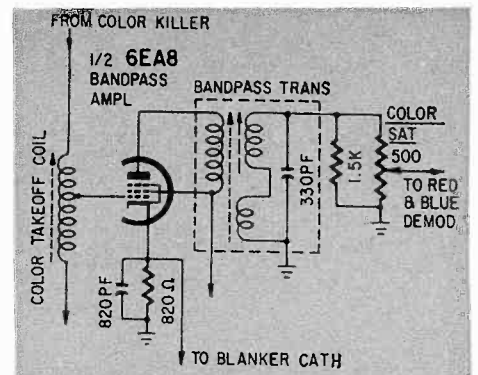 FROM COLOR KILLER
1/2 6EA8
BANDPASS
AMPL
BANDPASS TRANS
COLOR TAKEOFF COIL
330PF
1.5K
COLOR
SAT
500
TO RED
& BLUE
DEMOD
820PF
820Ω
TO BLANKER CATH